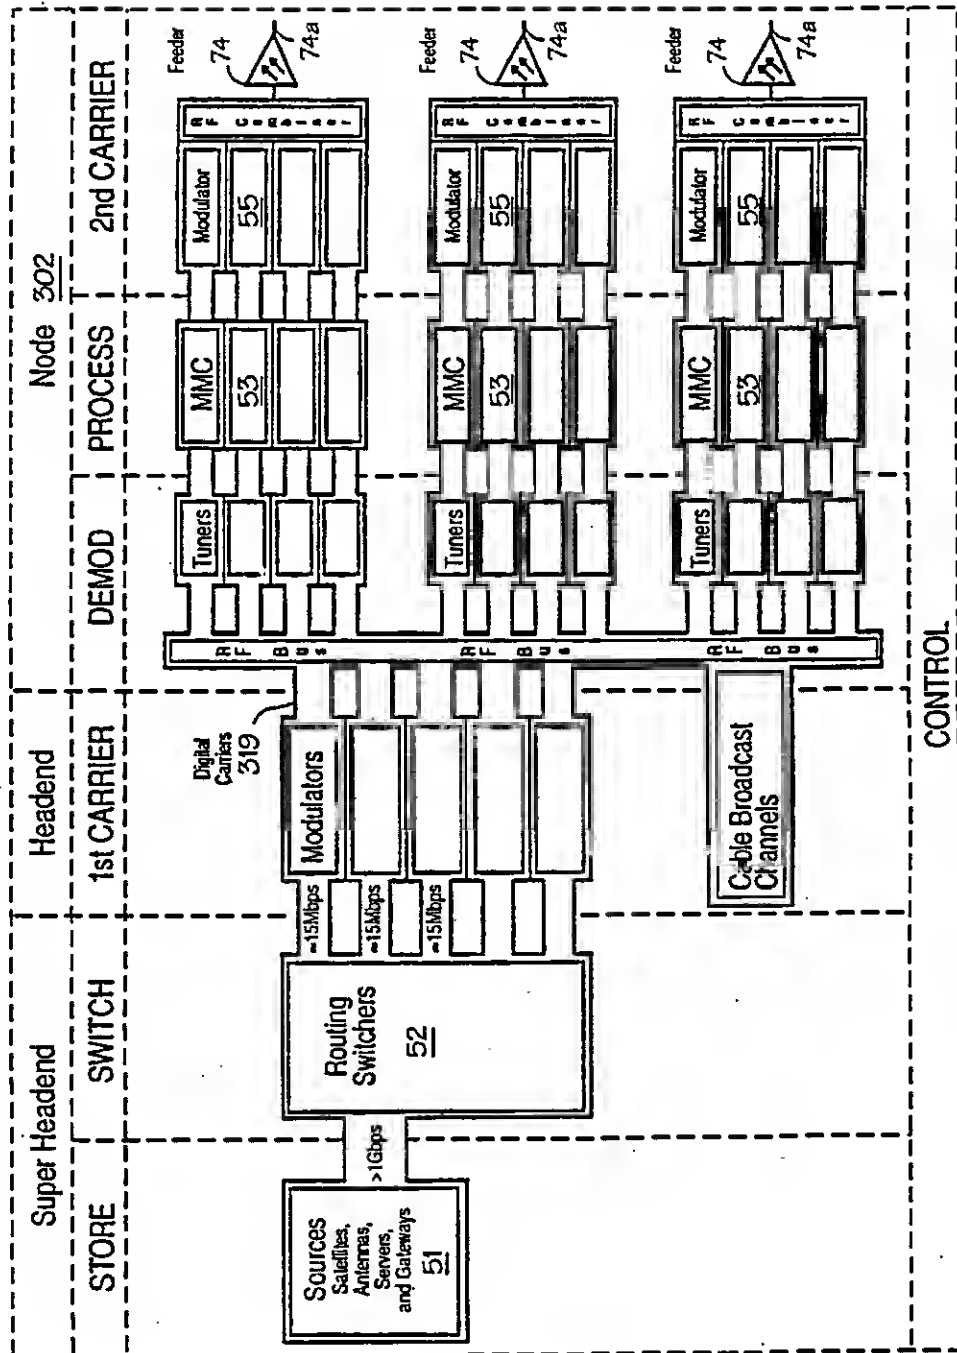 Super Headend
Headend
Node 302
STORE
SWITCH
1st CARRIER
DEMOD
PROCESS
2nd CARRIER
Sources
Satellites,
Antennas,
Servers,
and Gateways
51
>1Gbps
Routing
Switchers
52
≈15Mbps
≈15Mbps
≈15Mbps
Modulators
Digital
Carriers
319
Cable Broadcast
Channels
RF Bus
RF Bus
RF Bus
Tuners
MMC
53
Modulator
55
RF Combiner
Feeder
74
74a
Tuners
MMC
53
Modulator
55
RF Combiner
Feeder
74
74a
Tuners
MMC
53
Modulator
55
RF Combiner
Feeder
74
74a
CONTROL